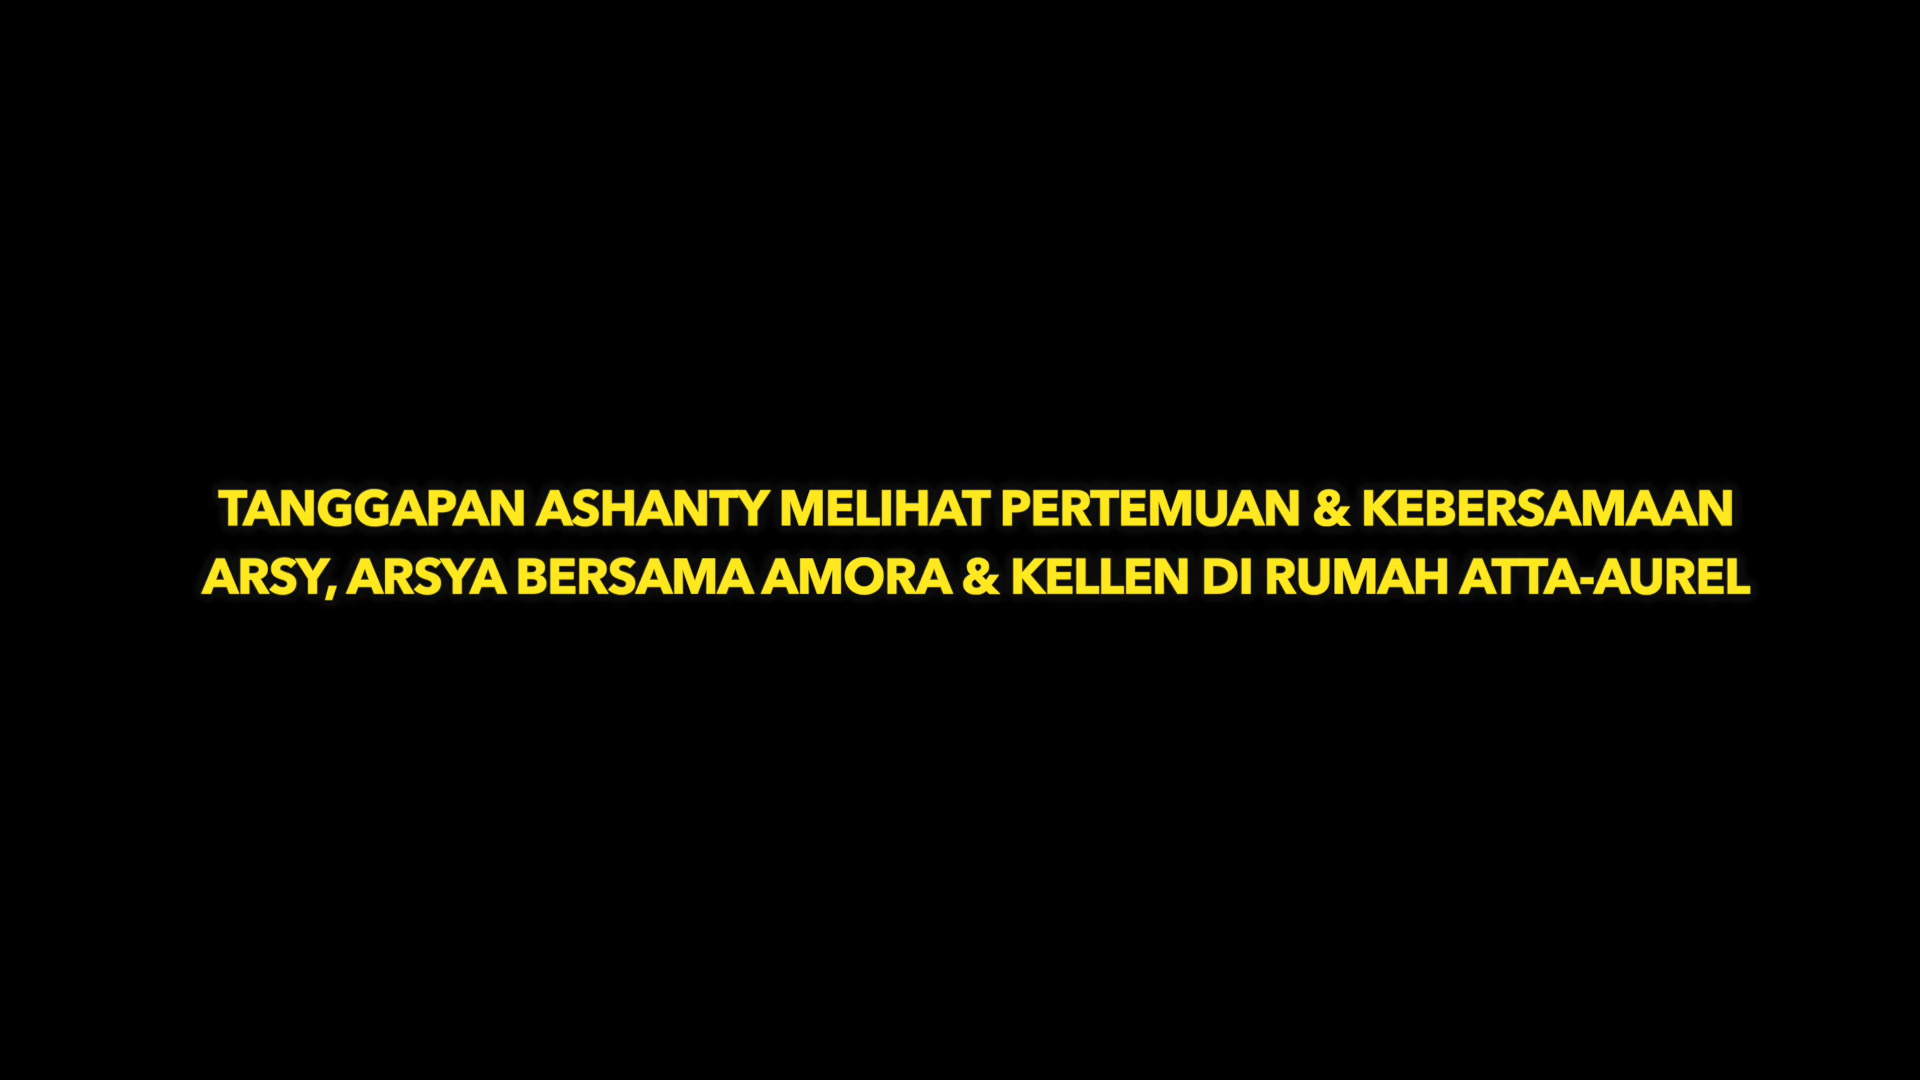 TANGGAPAN ASHANTY MELIHAT PERTEMUAN & KEBERSAMAAN
ARSY, ARSYA BERSAMA AMORA & KELLEN DI RUMAH ATTA-AUREL